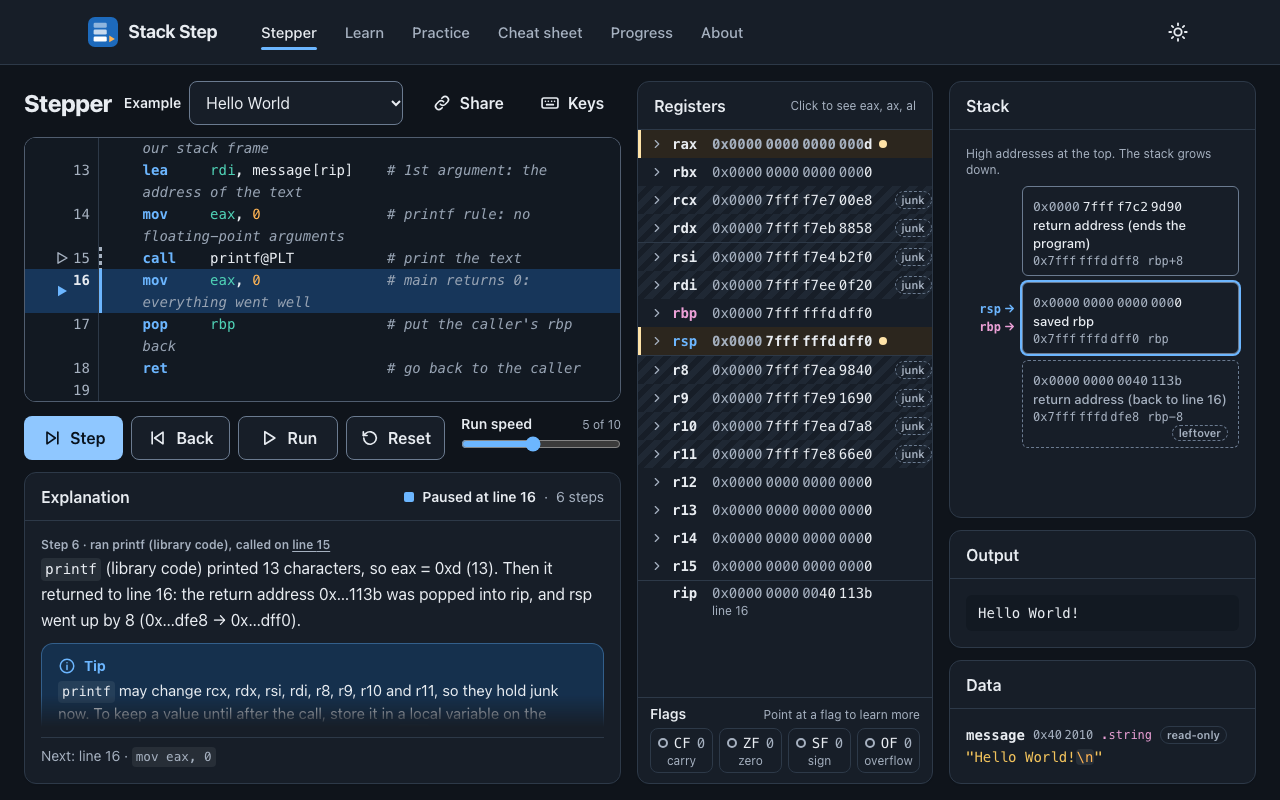 Stack Step
Stepper Learn Practice Cheat sheet Progress About
Stepper Example Hello World Share Keys
our stack frame
13 lea rdi, message[rip] # 1st argument: the
address of the text
14 mov eax, 0 # printf rule: no
floating-point arguments
15 call printf@PLT # print the text
16 mov eax, 0 # main returns 0:
everything went well
17 pop rbp # put the caller's rbp
back
18 ret # go back to the caller
19
Step Back Run Reset Run speed 5 of 10
Explanation Paused at line 16 · 6 steps
Step 6 · ran printf (library code), called on line 15
printf (library code) printed 13 characters, so eax = 0xd (13). Then it
returned to line 16: the return address 0x…113b was popped into rip, and rsp
went up by 8 (0x…dfe8 → 0x…dff0).
Tip
printf may change rcx, rdx, rsi, rdi, r8, r9, r10 and r11, so they hold junk
now. To keep a value until after the call, store it in a local variable on the
Next: line 16 · mov eax, 0
Registers Click to see eax, ax, al
rax 0x0000 0000 0000 000d
rbx 0x0000 0000 0000 0000
rcx 0x0000 7fff f7e7 00e8 junk
rdx 0x0000 7fff f7eb 8858 junk
rsi 0x0000 7fff f7e4 b2f0 junk
rdi 0x0000 7fff f7ee 0f20 junk
rbp 0x0000 7fff fffd dff0
rsp 0x0000 7fff fffd dff0
r8 0x0000 7fff f7ea 9840 junk
r9 0x0000 7fff f7e9 1690 junk
r10 0x0000 7fff f7ea d7a8 junk
r11 0x0000 7fff f7e8 66e0 junk
r12 0x0000 0000 0000 0000
r13 0x0000 0000 0000 0000
r14 0x0000 0000 0000 0000
r15 0x0000 0000 0000 0000
rip 0x0000 0000 0040 113b
line 16
Flags Point at a flag to learn more
CF 0 ZF 0 SF 0 OF 0
carry zero sign overflow
Stack
High addresses at the top. The stack grows
down.
0x0000 7fff f7c2 9d90
return address (ends the
program)
0x7fff fffd dff8 rbp+8
rsp →
rbp →
0x0000 0000 0000 0000
saved rbp
0x7fff fffd dff0 rbp
0x0000 0000 0040 113b
return address (back to line 16)
0x7fff fffd dfe8 rbp−8
leftover
Output
Hello World!
Data
message 0x40 2010 .string read-only
"Hello World!\n"